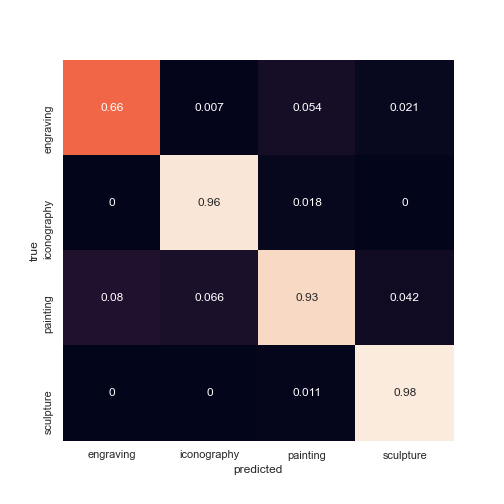 true
engraving
0.66 0.007 0.054 0.021
iconography
0 0.96 0.018 0
painting
0.08 0.066 0.93 0.042
sculpture
0 0 0.011 0.98
engraving iconography painting sculpture
predicted